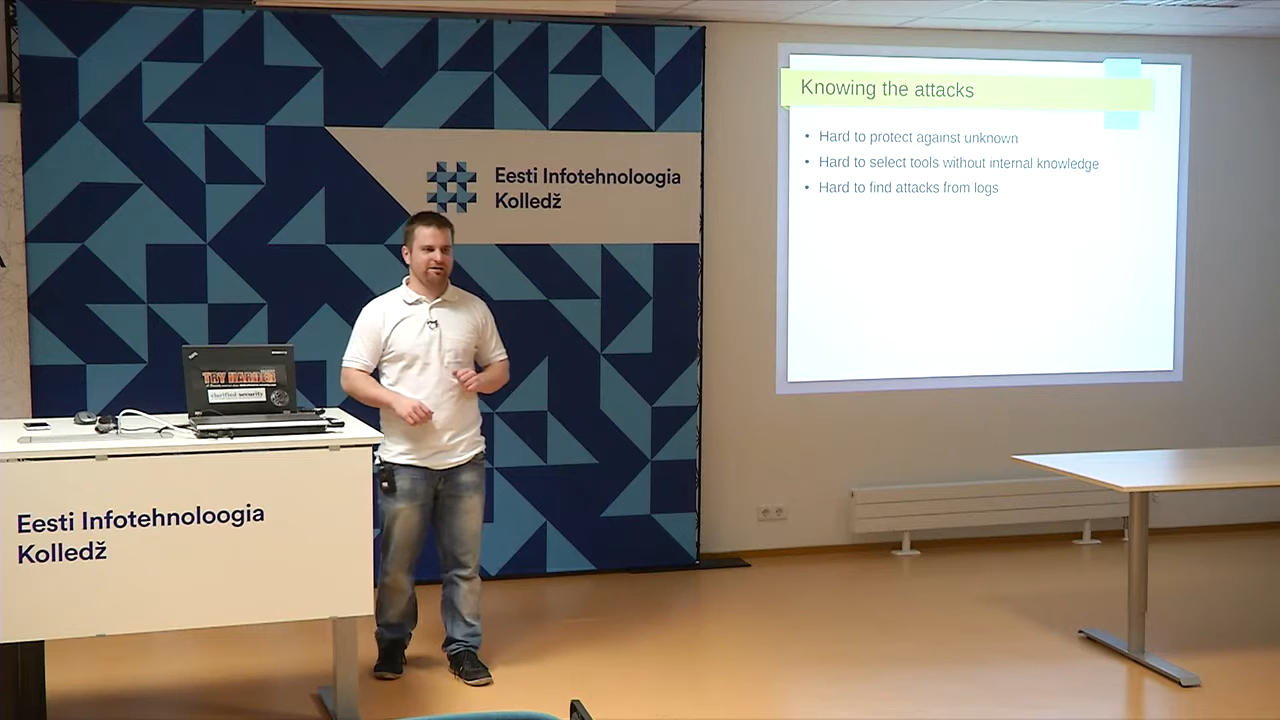 Eesti Infotehnoloogia
Kolledž
Knowing the attacks
• Hard to protect against unknown
• Hard to select tools without internal knowledge
• Hard to find attacks from logs
TRY HARDER
clarified security
Eesti Infotehnoloogia
Kolledž